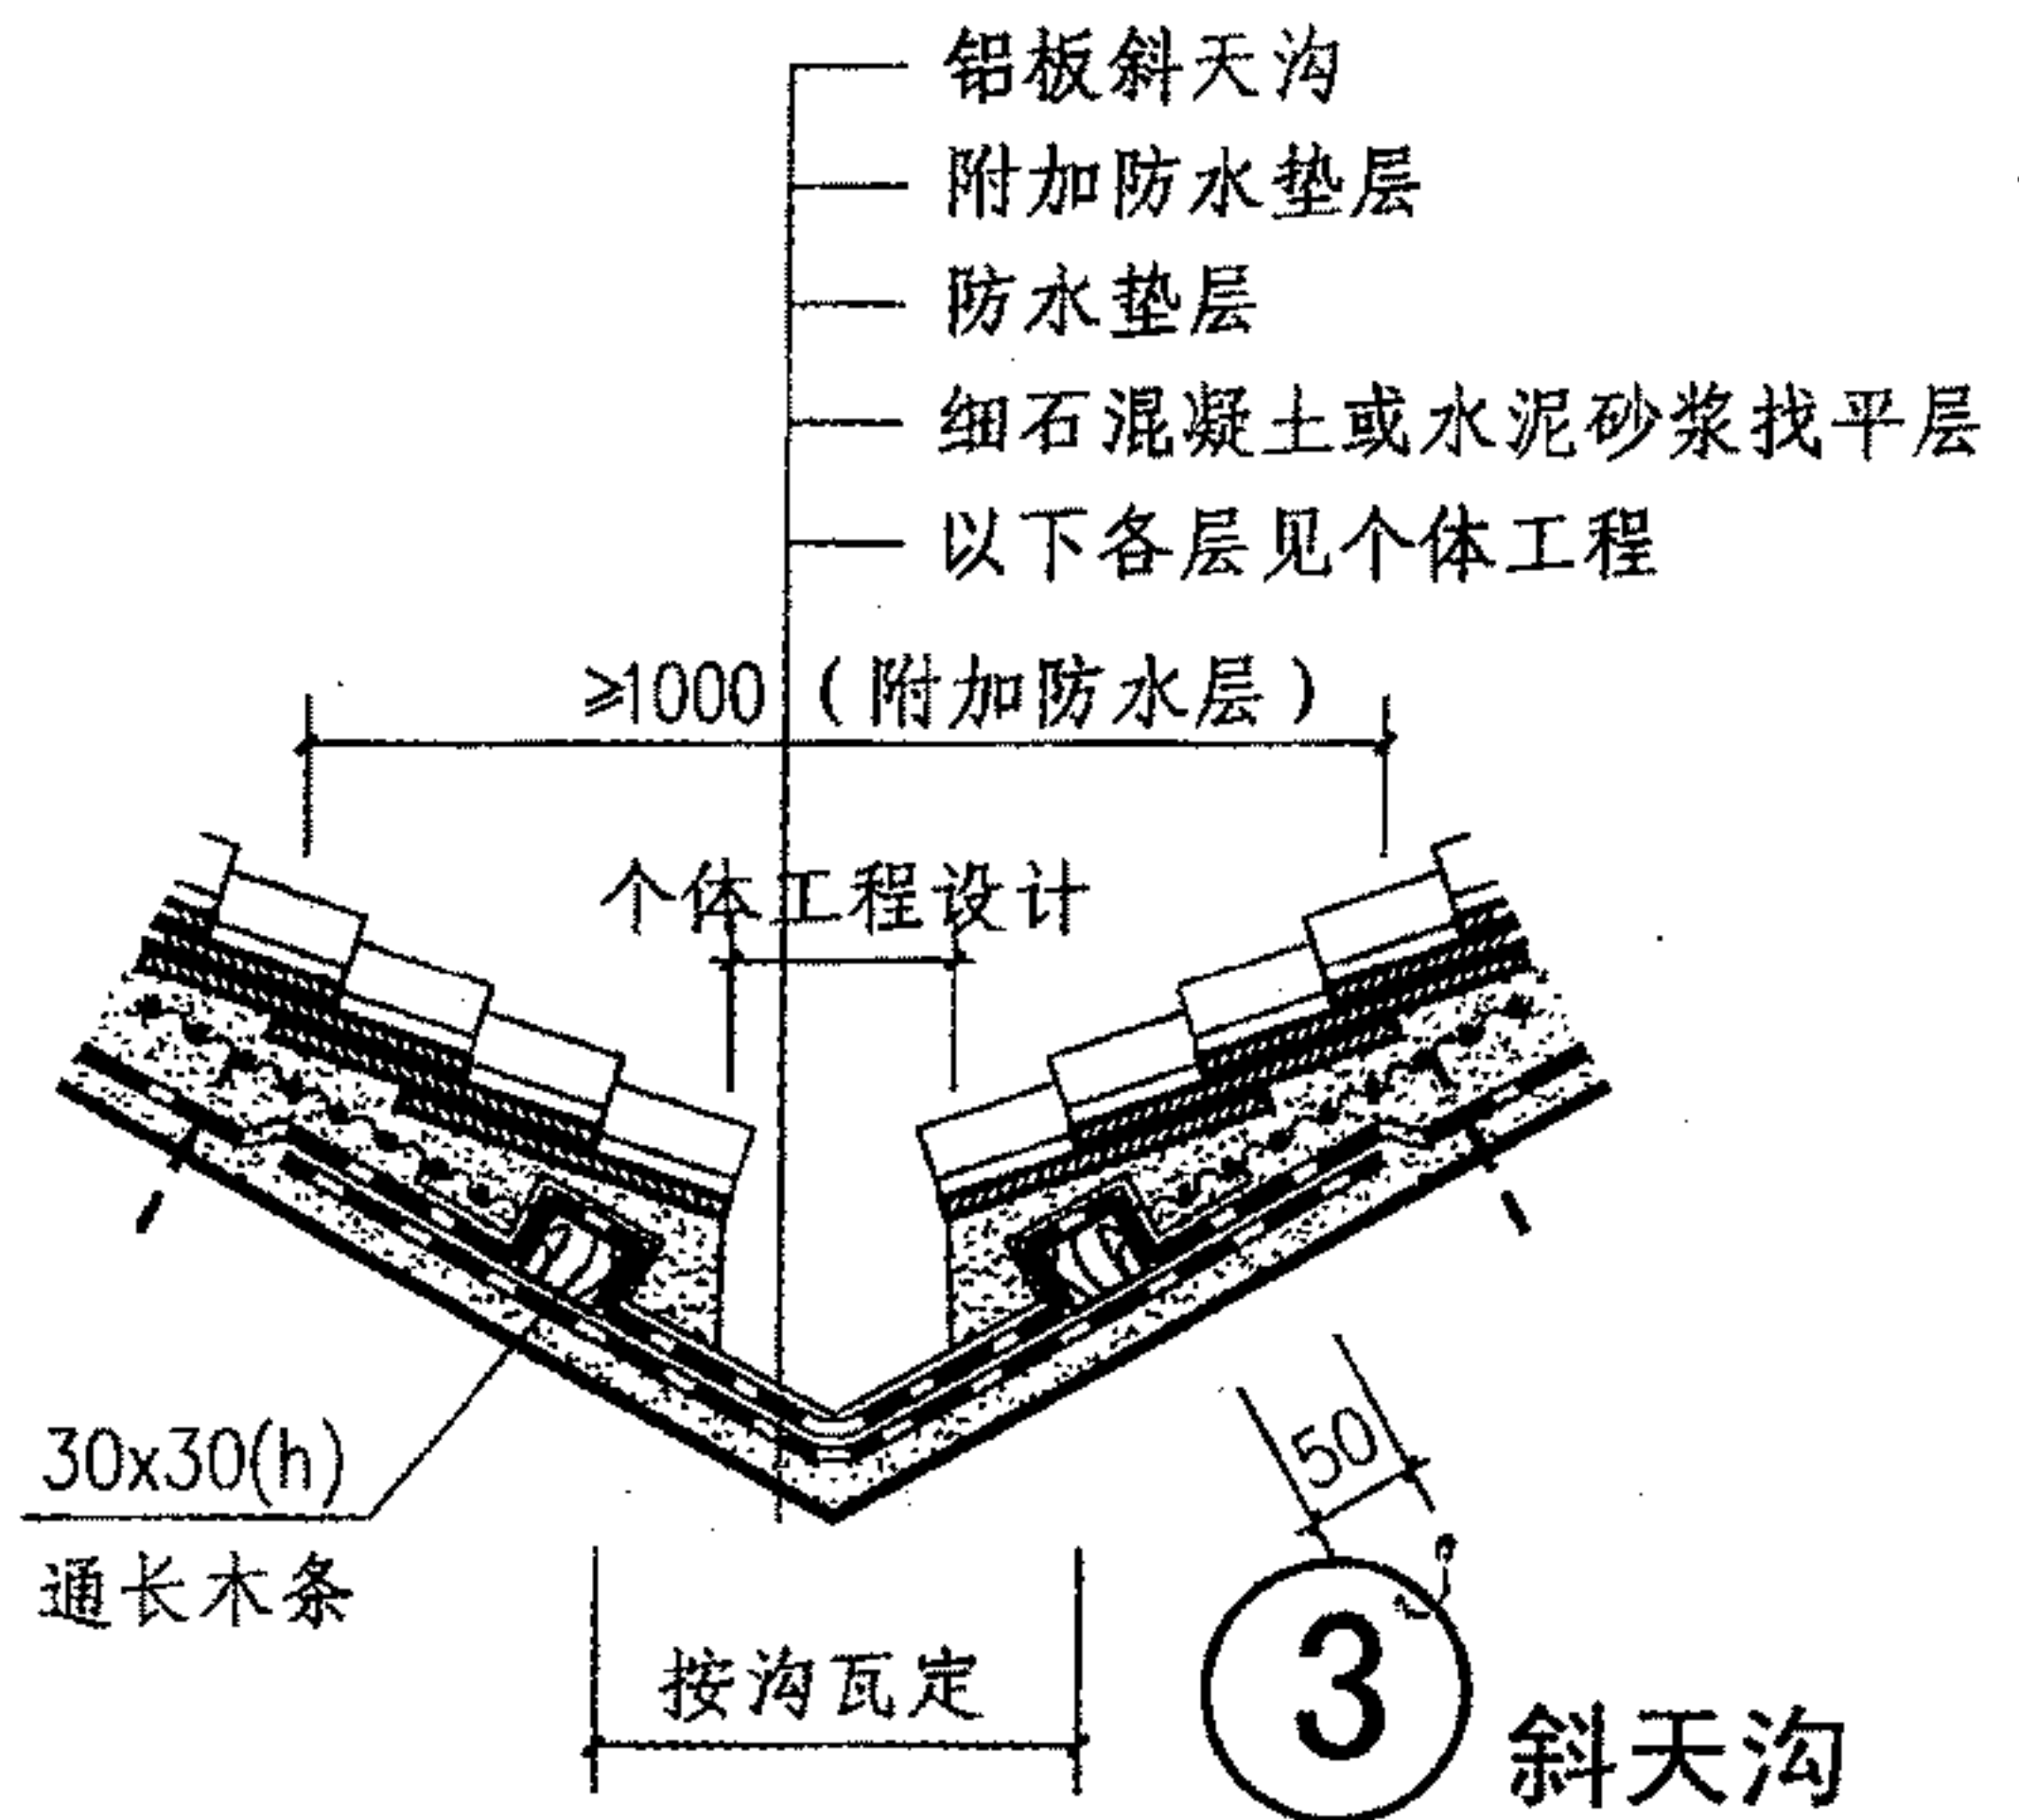 铝板斜天沟
附加防水垫层
防水垫层
细石混凝土或水泥砂浆找平层
以下各层见个体工程
≥1000（附加防水层）
个体工程设计
30x30(h)
通长木条
50
按沟瓦定
3
斜天沟